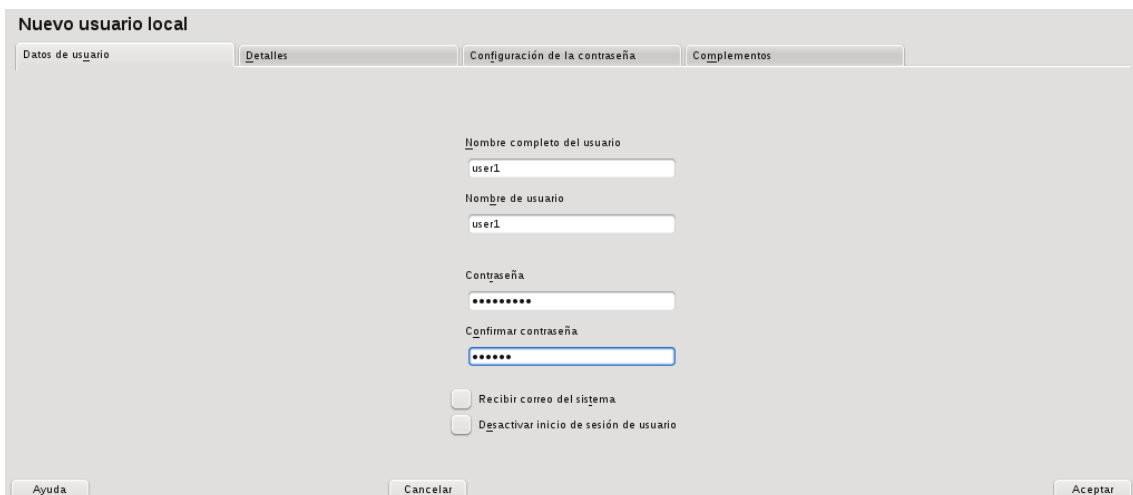 Nuevo usuario local
Datos de usuario Detalles Configuración de la contraseña Complementos
Nombre completo del usuario
user1
Nombre de usuario
user1
Contraseña
•••••••••
Confirmar contraseña
••••••
Recibir correo del sistema
Desactivar inicio de sesión de usuario
Ayuda Cancelar Aceptar